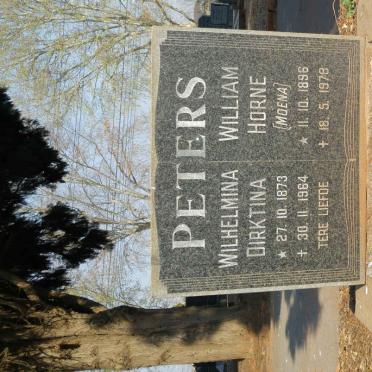 PETERS
WILHELMINA
DIRKTINA
* 27. 10. 1873
+ 30. 11. 1964
TERE LIEFDE
WILLIAM
HORNE
(MOENA)
* 11. 10. 1896
+ 18. 5. 1978